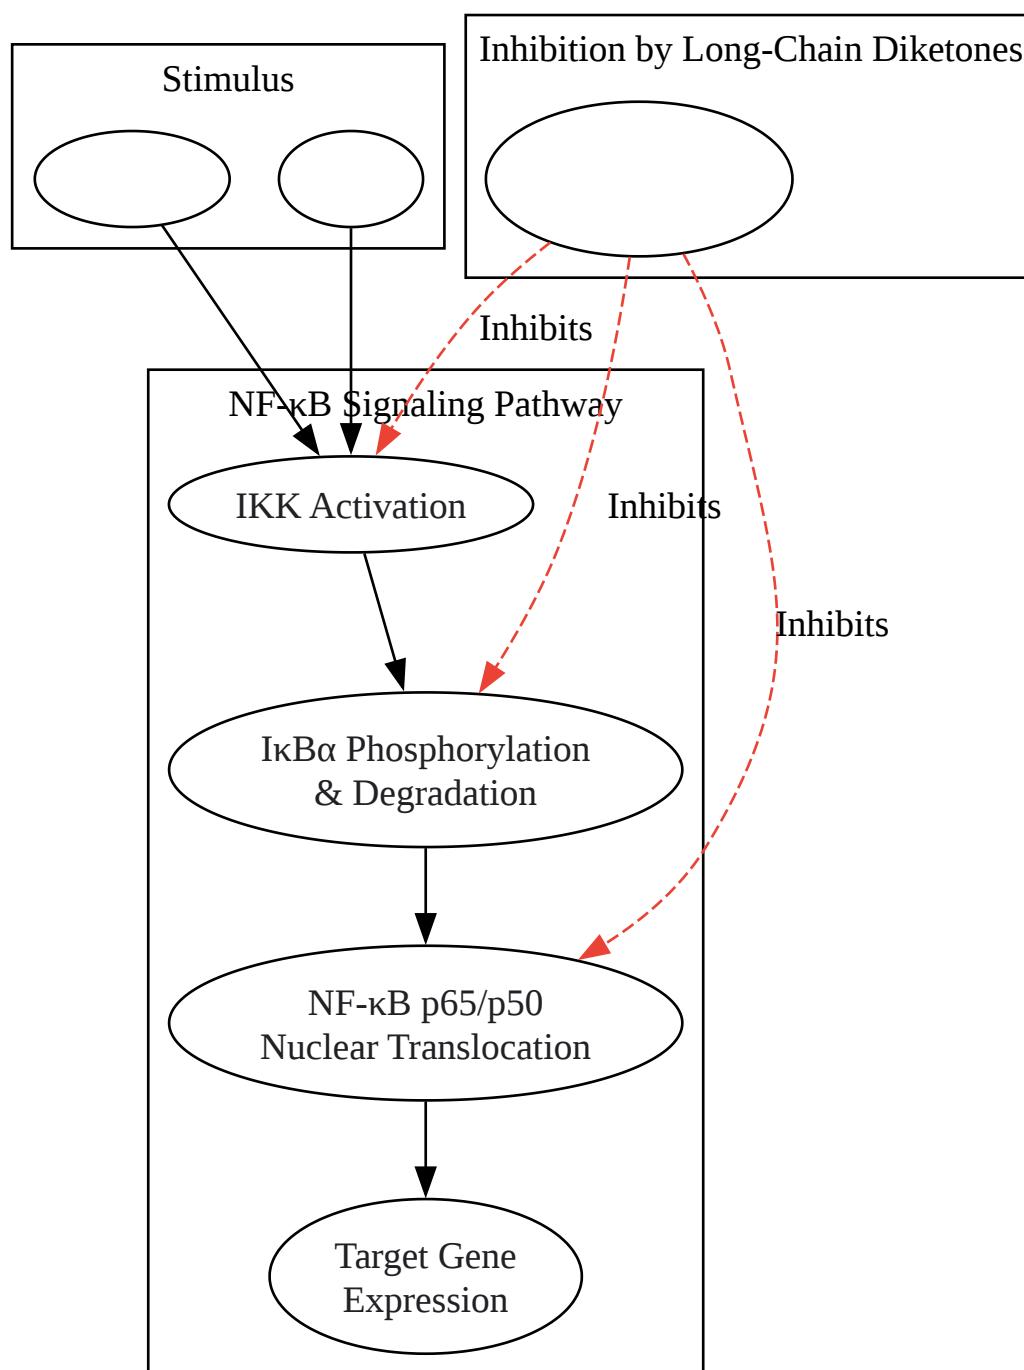 Stimulus
Inhibition by Long-Chain Diketones
Inhibits
NF-κB Signaling Pathway
IKK Activation
Inhibits
Inhibits
IκBα Phosphorylation
& Degradation
NF-κB p65/p50
Nuclear Translocation
Target Gene
Expression